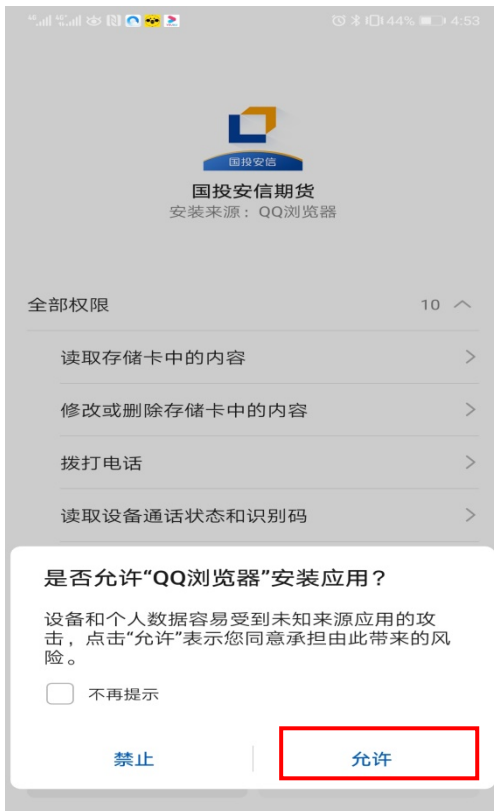 44% 4:53
国投安信
国投安信期货
安装来源：QQ浏览器
全部权限 10
读取存储卡中的内容
修改或删除存储卡中的内容
拨打电话
读取设备通话状态和识别码
是否允许“QQ浏览器”安装应用？
设备和个人数据容易受到未知来源应用的攻
击，点击“允许”表示您同意承担由此带来的风
险。
不再提示
禁止 允许